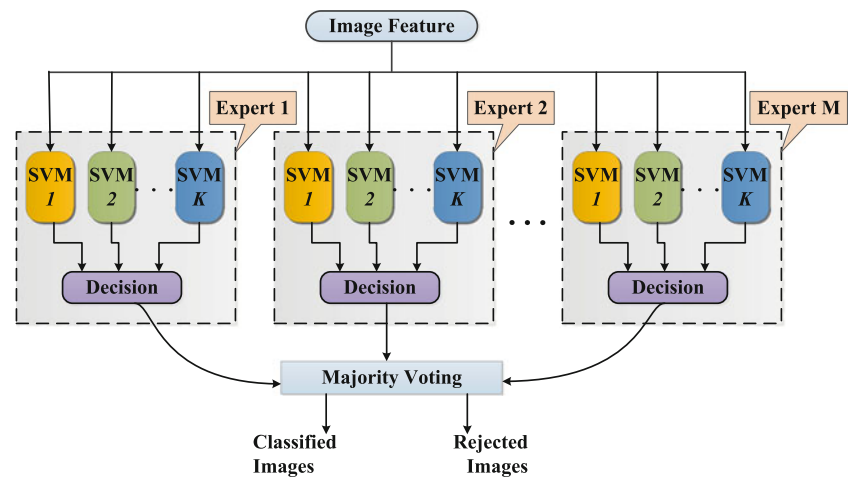 Image Feature
Expert 1
Expert 2
Expert M
SVM
1
SVM
2
. . .
SVM
K
SVM
1
SVM
2
. . .
SVM
K
. . .
SVM
1
SVM
2
. . .
SVM
K
Decision
Decision
Decision
Majority Voting
Classified
Images
Rejected
Images